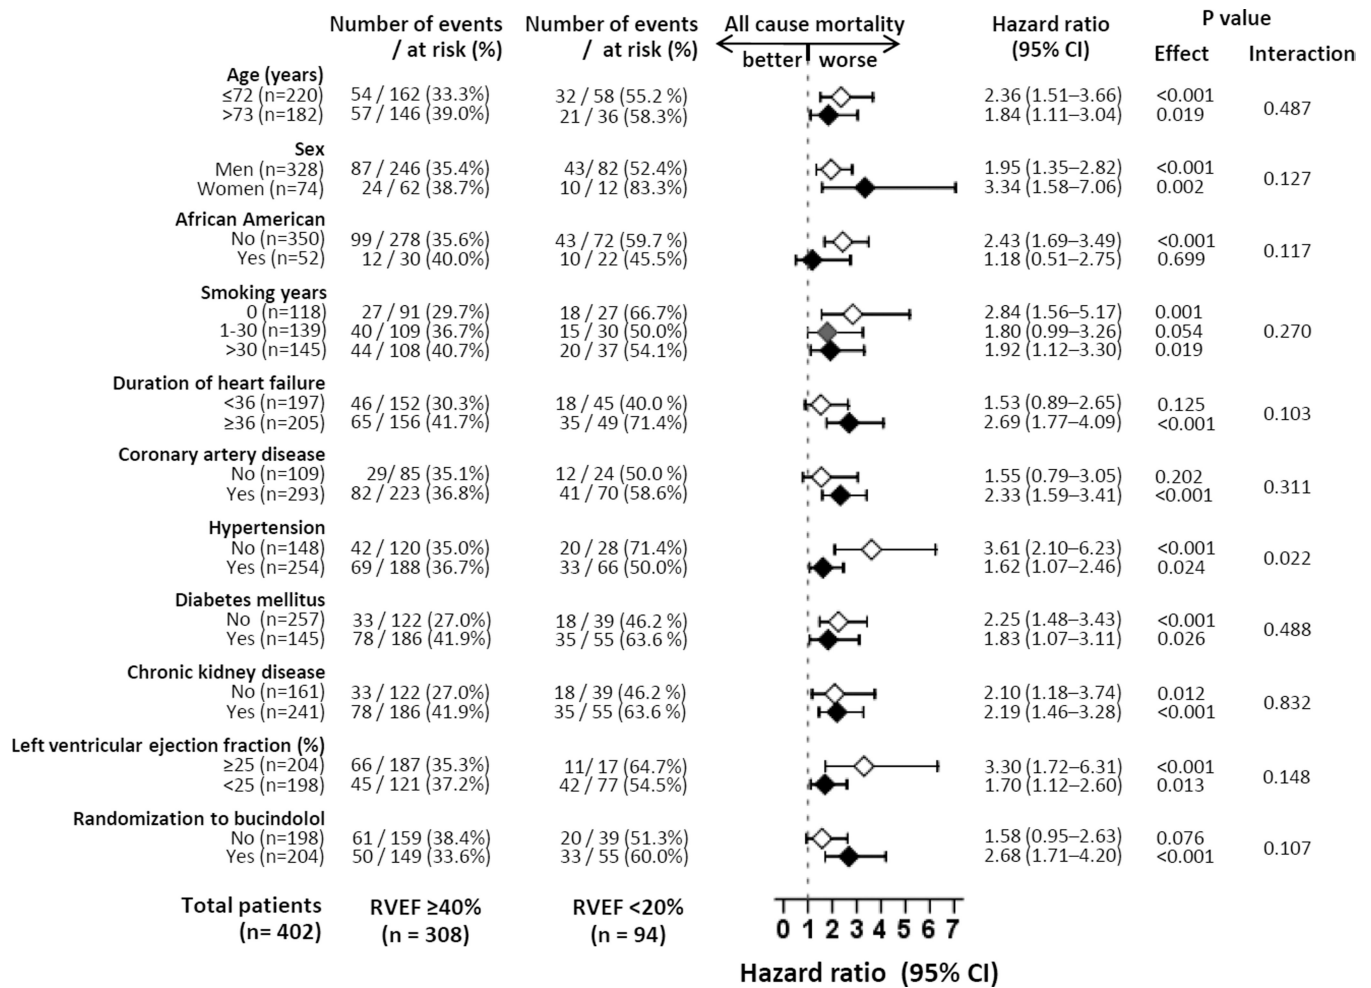 Number of events / at risk (%) Number of events / at risk (%) All cause mortality Hazard ratio (95% CI) P value
better worse Effect Interaction
Age (years)
≤72 (n=220) 54 / 162 (33.3%) 32 / 58 (55.2 %) 2.36 (1.51–3.66) <0.001
>73 (n=182) 57 / 146 (39.0%) 21 / 36 (58.3%) 1.84 (1.11–3.04) 0.019 0.487
Sex
Men (n=328) 87 / 246 (35.4%) 43/ 82 (52.4%) 1.95 (1.35–2.82) <0.001
Women (n=74) 24 / 62 (38.7%) 10 / 12 (83.3%) 3.34 (1.58-7.06) 0.002 0.127
African American
No (n=350) 99 / 278 (35.6%) 43 / 72 (59.7 %) 2.43 (1.69–3.49) <0.001
Yes (n=52) 12 / 30 (40.0%) 10 / 22 (45.5%) 1.18 (0.51–2.75) 0.699 0.117
Smoking years
0 (n=118) 27 / 91 (29.7%) 18 / 27 (66.7%) 2.84 (1.56–5.17) 0.001
1-30 (n=139) 40 / 109 (36.7%) 15 / 30 (50.0%) 1.80 (0.99–3.26) 0.054 0.270
>30 (n=145) 44 / 108 (40.7%) 20 / 37 (54.1%) 1.92 (1.12–3.30) 0.019
Duration of heart failure
<36 (n=197) 46 / 152 (30.3%) 18 / 45 (40.0 %) 1.53 (0.89–2.65) 0.125
≥36 (n=205) 65 / 156 (41.7%) 35 / 49 (71.4%) 2.69 (1.77–4.09) <0.001 0.103
Coronary artery disease
No (n=109) 29/ 85 (35.1%) 12 / 24 (50.0 %) 1.55 (0.79–3.05) 0.202
Yes (n=293) 82 / 223 (36.8%) 41 / 70 (58.6%) 2.33 (1.59–3.41) <0.001 0.311
Hypertension
No (n=148) 42 / 120 (35.0%) 20 / 28 (71.4%) 3.61 (2.10–6.23) <0.001
Yes (n=254) 69 / 188 (36.7%) 33 / 66 (50.0%) 1.62 (1.07–2.46) 0.024 0.022
Diabetes mellitus
No (n=257) 33 / 122 (27.0%) 18 / 39 (46.2 %) 2.25 (1.48–3.43) <0.001
Yes (n=145) 78 / 186 (41.9%) 35 / 55 (63.6 %) 1.83 (1.07–3.11) 0.026 0.488
Chronic kidney disease
No (n=161) 33 / 122 (27.0%) 18 / 39 (46.2 %) 2.10 (1.18–3.74) 0.012
Yes (n=241) 78 / 186 (41.9%) 35 / 55 (63.6 %) 2.19 (1.46–3.28) <0.001 0.832
Left ventricular ejection fraction (%)
≥25 (n=204) 66 / 187 (35.3%) 11/ 17 (64.7%) 3.30 (1.72–6.31) <0.001
<25 (n=198) 45 / 121 (37.2%) 42 / 77 (54.5%) 1.70 (1.12–2.60) 0.013 0.148
Randomization to bucindolol
No (n=198) 61 / 159 (38.4%) 20 / 39 (51.3%) 1.58 (0.95–2.63) 0.076
Yes (n=204) 50 / 149 (33.6%) 33 / 55 (60.0%) 2.68 (1.71–4.20) <0.001 0.107
Total patients RVEF ≥40% RVEF <20%
(n= 402) (n = 308) (n = 94)
0 1 2 3 4 5 6 7
Hazard ratio (95% CI)